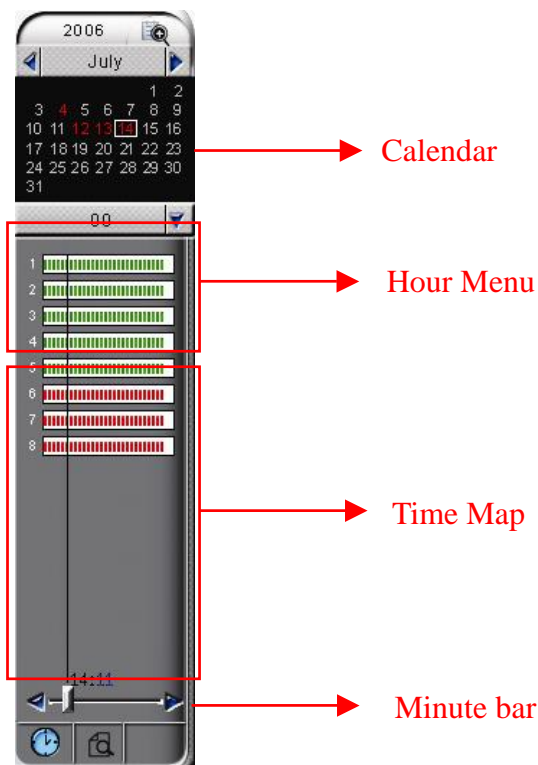 2006
July
1 2
3 4 5 6 7 8 9
10 11 12 13 14 15 16
17 18 19 20 21 22 23
24 25 26 27 28 29 30
31
Calendar
00
Hour Menu
1
2
3
4
5
6
7
8
Time Map
14:11
Minute bar